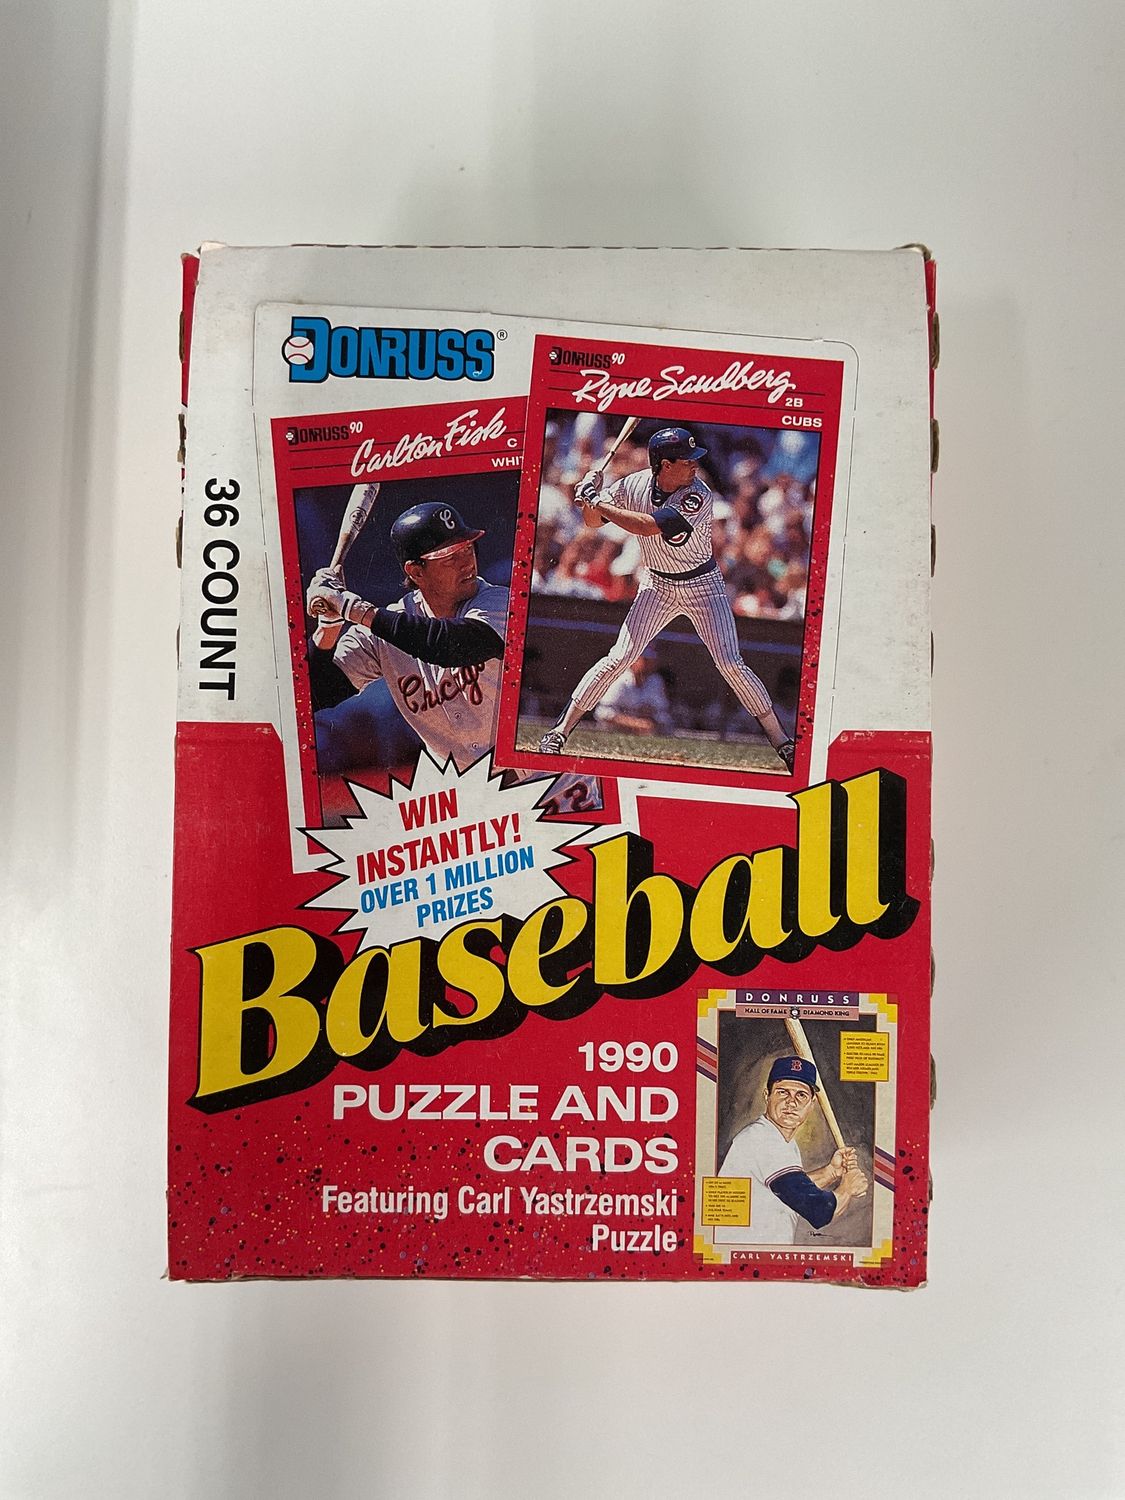 DONRUSS®
DONRUSS 90
Ryne Sandberg
2B
CUBS
DONRUSS 90
Carlton Fisk
C
WHIT
36 COUNT
Chicago
WIN
INSTANTLY!
OVER 1 MILLION
PRIZES
Baseball
1990
PUZZLE AND
CARDS
Featuring Carl Yastrzemski
Puzzle
DONRUSS
HALL OF FAME DIAMOND KING
B
CARL YASTRZEMSKI